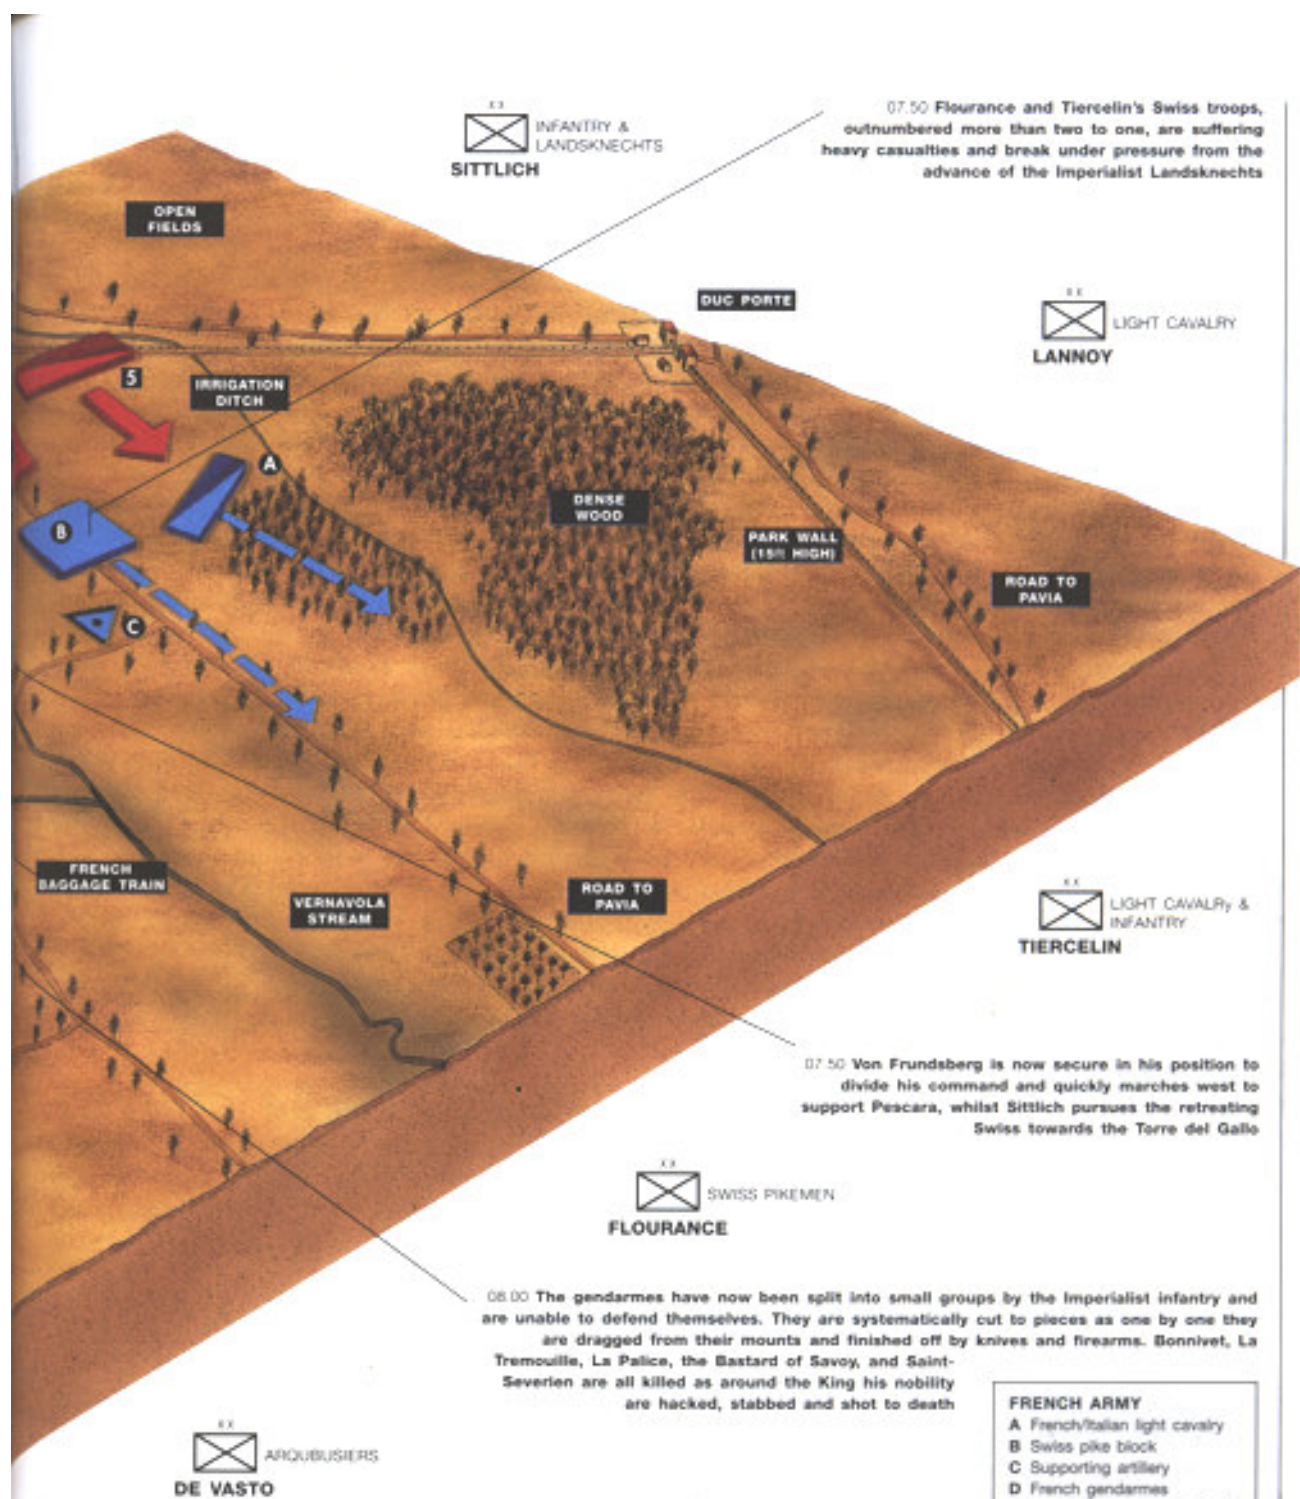 07.50 Flourance and Tiercelin's Swiss troops,
outnumbered more than two to one, are suffering
heavy casualties and break under pressure from the
advance of the Imperialist Landsknechts
XX
INFANTRY &
LANDSKNECHTS
SITTLICH
OPEN
FIELDS
DUC PORTE
XX
LIGHT CAVALRY
LANNOY
5
IRRIGATION
DITCH
A
DENSE
WOOD
B
PARK WALL
(15ft HIGH)
ROAD TO
PAVIA
C
FRENCH
BAGGAGE TRAIN
VERNAVOLA
STREAM
ROAD TO
PAVIA
XX
LIGHT CAVALRy &
INFANTRY
TIERCELIN
07.50 Von Frundsberg is now secure in his position to
divide his command and quickly marches west to
support Pescara, whilst Sittlich pursues the retreating
Swiss towards the Torre del Gallo
XX
SWISS PIKEMEN
FLOURANCE
08.00 The gendarmes have now been split into small groups by the Imperialist infantry and
are unable to defend themselves. They are systematically cut to pieces as one by one they
are dragged from their mounts and finished off by knives and firearms. Bonnivet, La
Tremouille, La Palice, the Bastard of Savoy, and Saint-
Severien are all killed as around the King his nobility
are hacked, stabbed and shot to death
XX
ARQUBUSIERS
DE VASTO
FRENCH ARMY
A French/Italian light cavalry
B Swiss pike block
C Supporting artillery
D French gendarmes